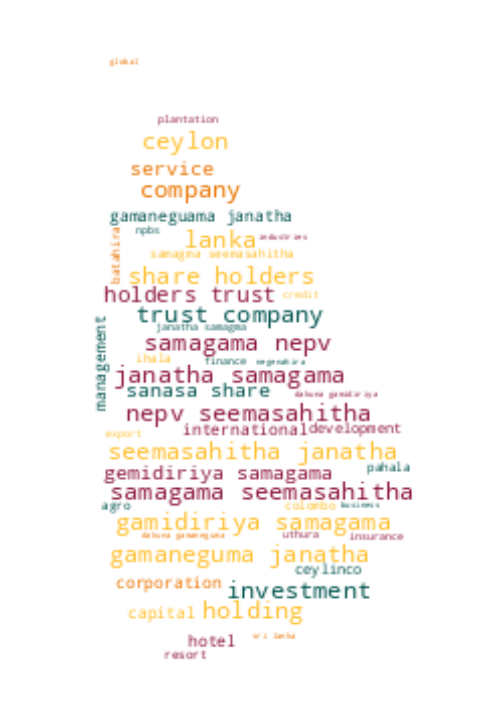 global
plantation
ceylon
service
company
gamaneguama janatha
npbs
batahira
lanka
industries
samagma seemasahitha
share holders
holders trust
credit
trust company
janatha samagma
management
samagama nepv
ihala
finance
negenahira
janatha samagama
sanasa share
dakuna gamidiriya
nepv seemasahitha
international
development
export
seemasahitha janatha
gemidiriya samagama
pahala
samagama seemasahitha
agro
colombo
business
gamidiriya samagama
dakuna gamaneguma
uthura
insurance
gamaneguma janatha
ceylinco
corporation
investment
capital
holding
hotel
sri lanka
resort